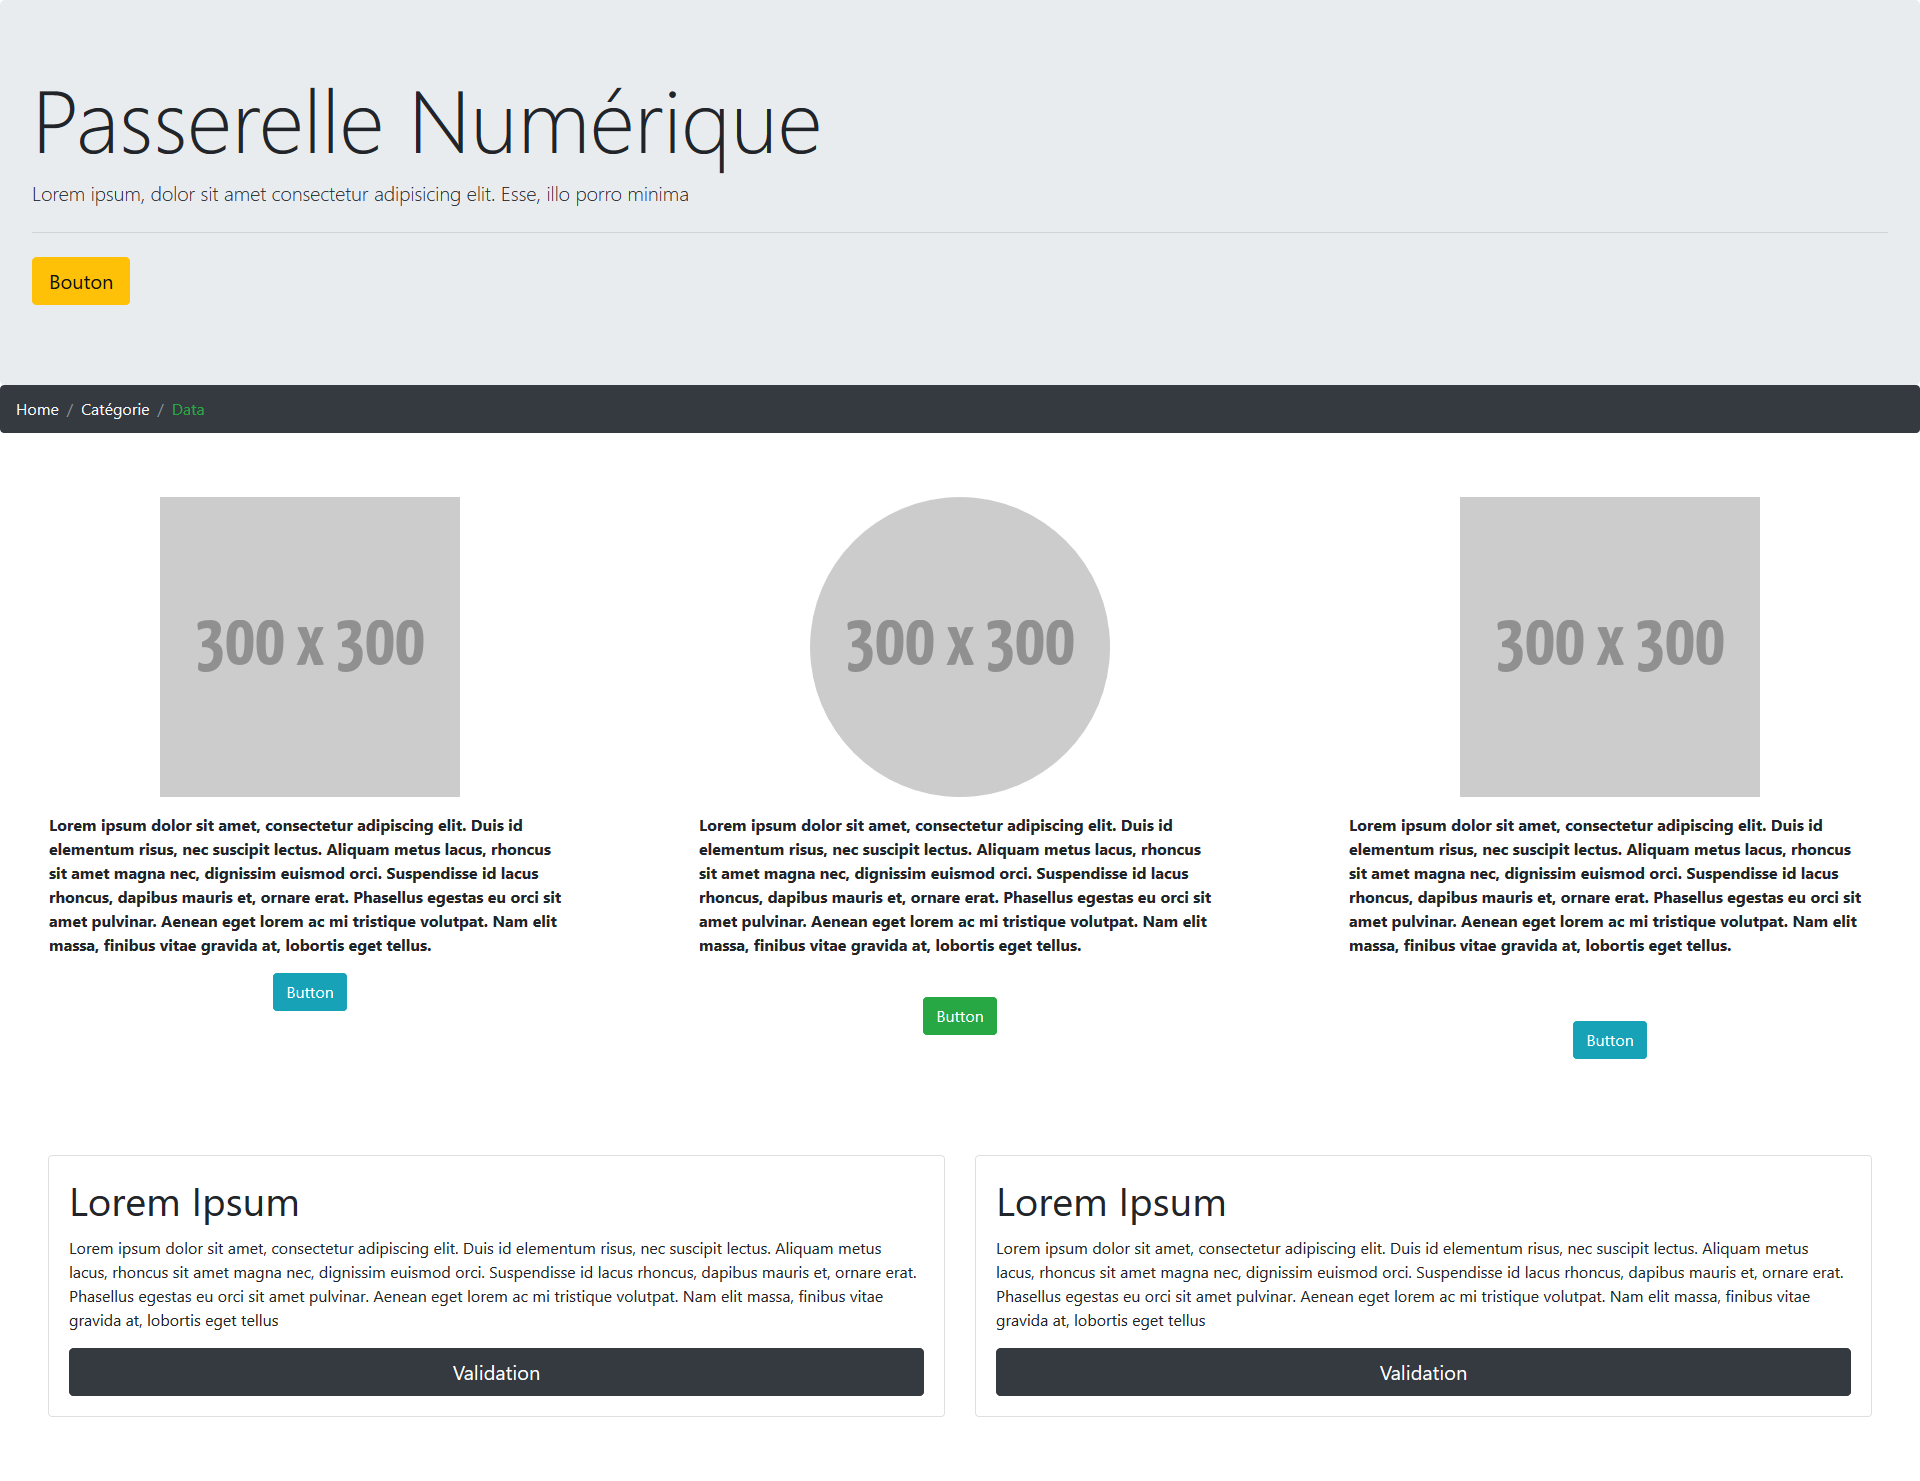 Passerelle Numérique
Lorem ipsum, dolor sit amet consectetur adipisicing elit. Esse, illo porro minima
Bouton
Home / Catégorie / Data
300 x 300
Lorem ipsum dolor sit amet, consectetur adipiscing elit. Duis id
elementum risus, nec suscipit lectus. Aliquam metus lacus, rhoncus
sit amet magna nec, dignissim euismod orci. Suspendisse id lacus
rhoncus, dapibus mauris et, ornare erat. Phasellus egestas eu orci sit
amet pulvinar. Aenean eget lorem ac mi tristique volutpat. Nam elit
massa, finibus vitae gravida at, lobortis eget tellus.
Button
300 x 300
Lorem ipsum dolor sit amet, consectetur adipiscing elit. Duis id
elementum risus, nec suscipit lectus. Aliquam metus lacus, rhoncus
sit amet magna nec, dignissim euismod orci. Suspendisse id lacus
rhoncus, dapibus mauris et, ornare erat. Phasellus egestas eu orci sit
amet pulvinar. Aenean eget lorem ac mi tristique volutpat. Nam elit
massa, finibus vitae gravida at, lobortis eget tellus.
Button
300 x 300
Lorem ipsum dolor sit amet, consectetur adipiscing elit. Duis id
elementum risus, nec suscipit lectus. Aliquam metus lacus, rhoncus
sit amet magna nec, dignissim euismod orci. Suspendisse id lacus
rhoncus, dapibus mauris et, ornare erat. Phasellus egestas eu orci sit
amet pulvinar. Aenean eget lorem ac mi tristique volutpat. Nam elit
massa, finibus vitae gravida at, lobortis eget tellus.
Button
Lorem Ipsum
Lorem ipsum dolor sit amet, consectetur adipiscing elit. Duis id elementum risus, nec suscipit lectus. Aliquam metus
lacus, rhoncus sit amet magna nec, dignissim euismod orci. Suspendisse id lacus rhoncus, dapibus mauris et, ornare erat.
Phasellus egestas eu orci sit amet pulvinar. Aenean eget lorem ac mi tristique volutpat. Nam elit massa, finibus vitae
gravida at, lobortis eget tellus
Validation
Lorem Ipsum
Lorem ipsum dolor sit amet, consectetur adipiscing elit. Duis id elementum risus, nec suscipit lectus. Aliquam metus
lacus, rhoncus sit amet magna nec, dignissim euismod orci. Suspendisse id lacus rhoncus, dapibus mauris et, ornare erat.
Phasellus egestas eu orci sit amet pulvinar. Aenean eget lorem ac mi tristique volutpat. Nam elit massa, finibus vitae
gravida at, lobortis eget tellus
Validation